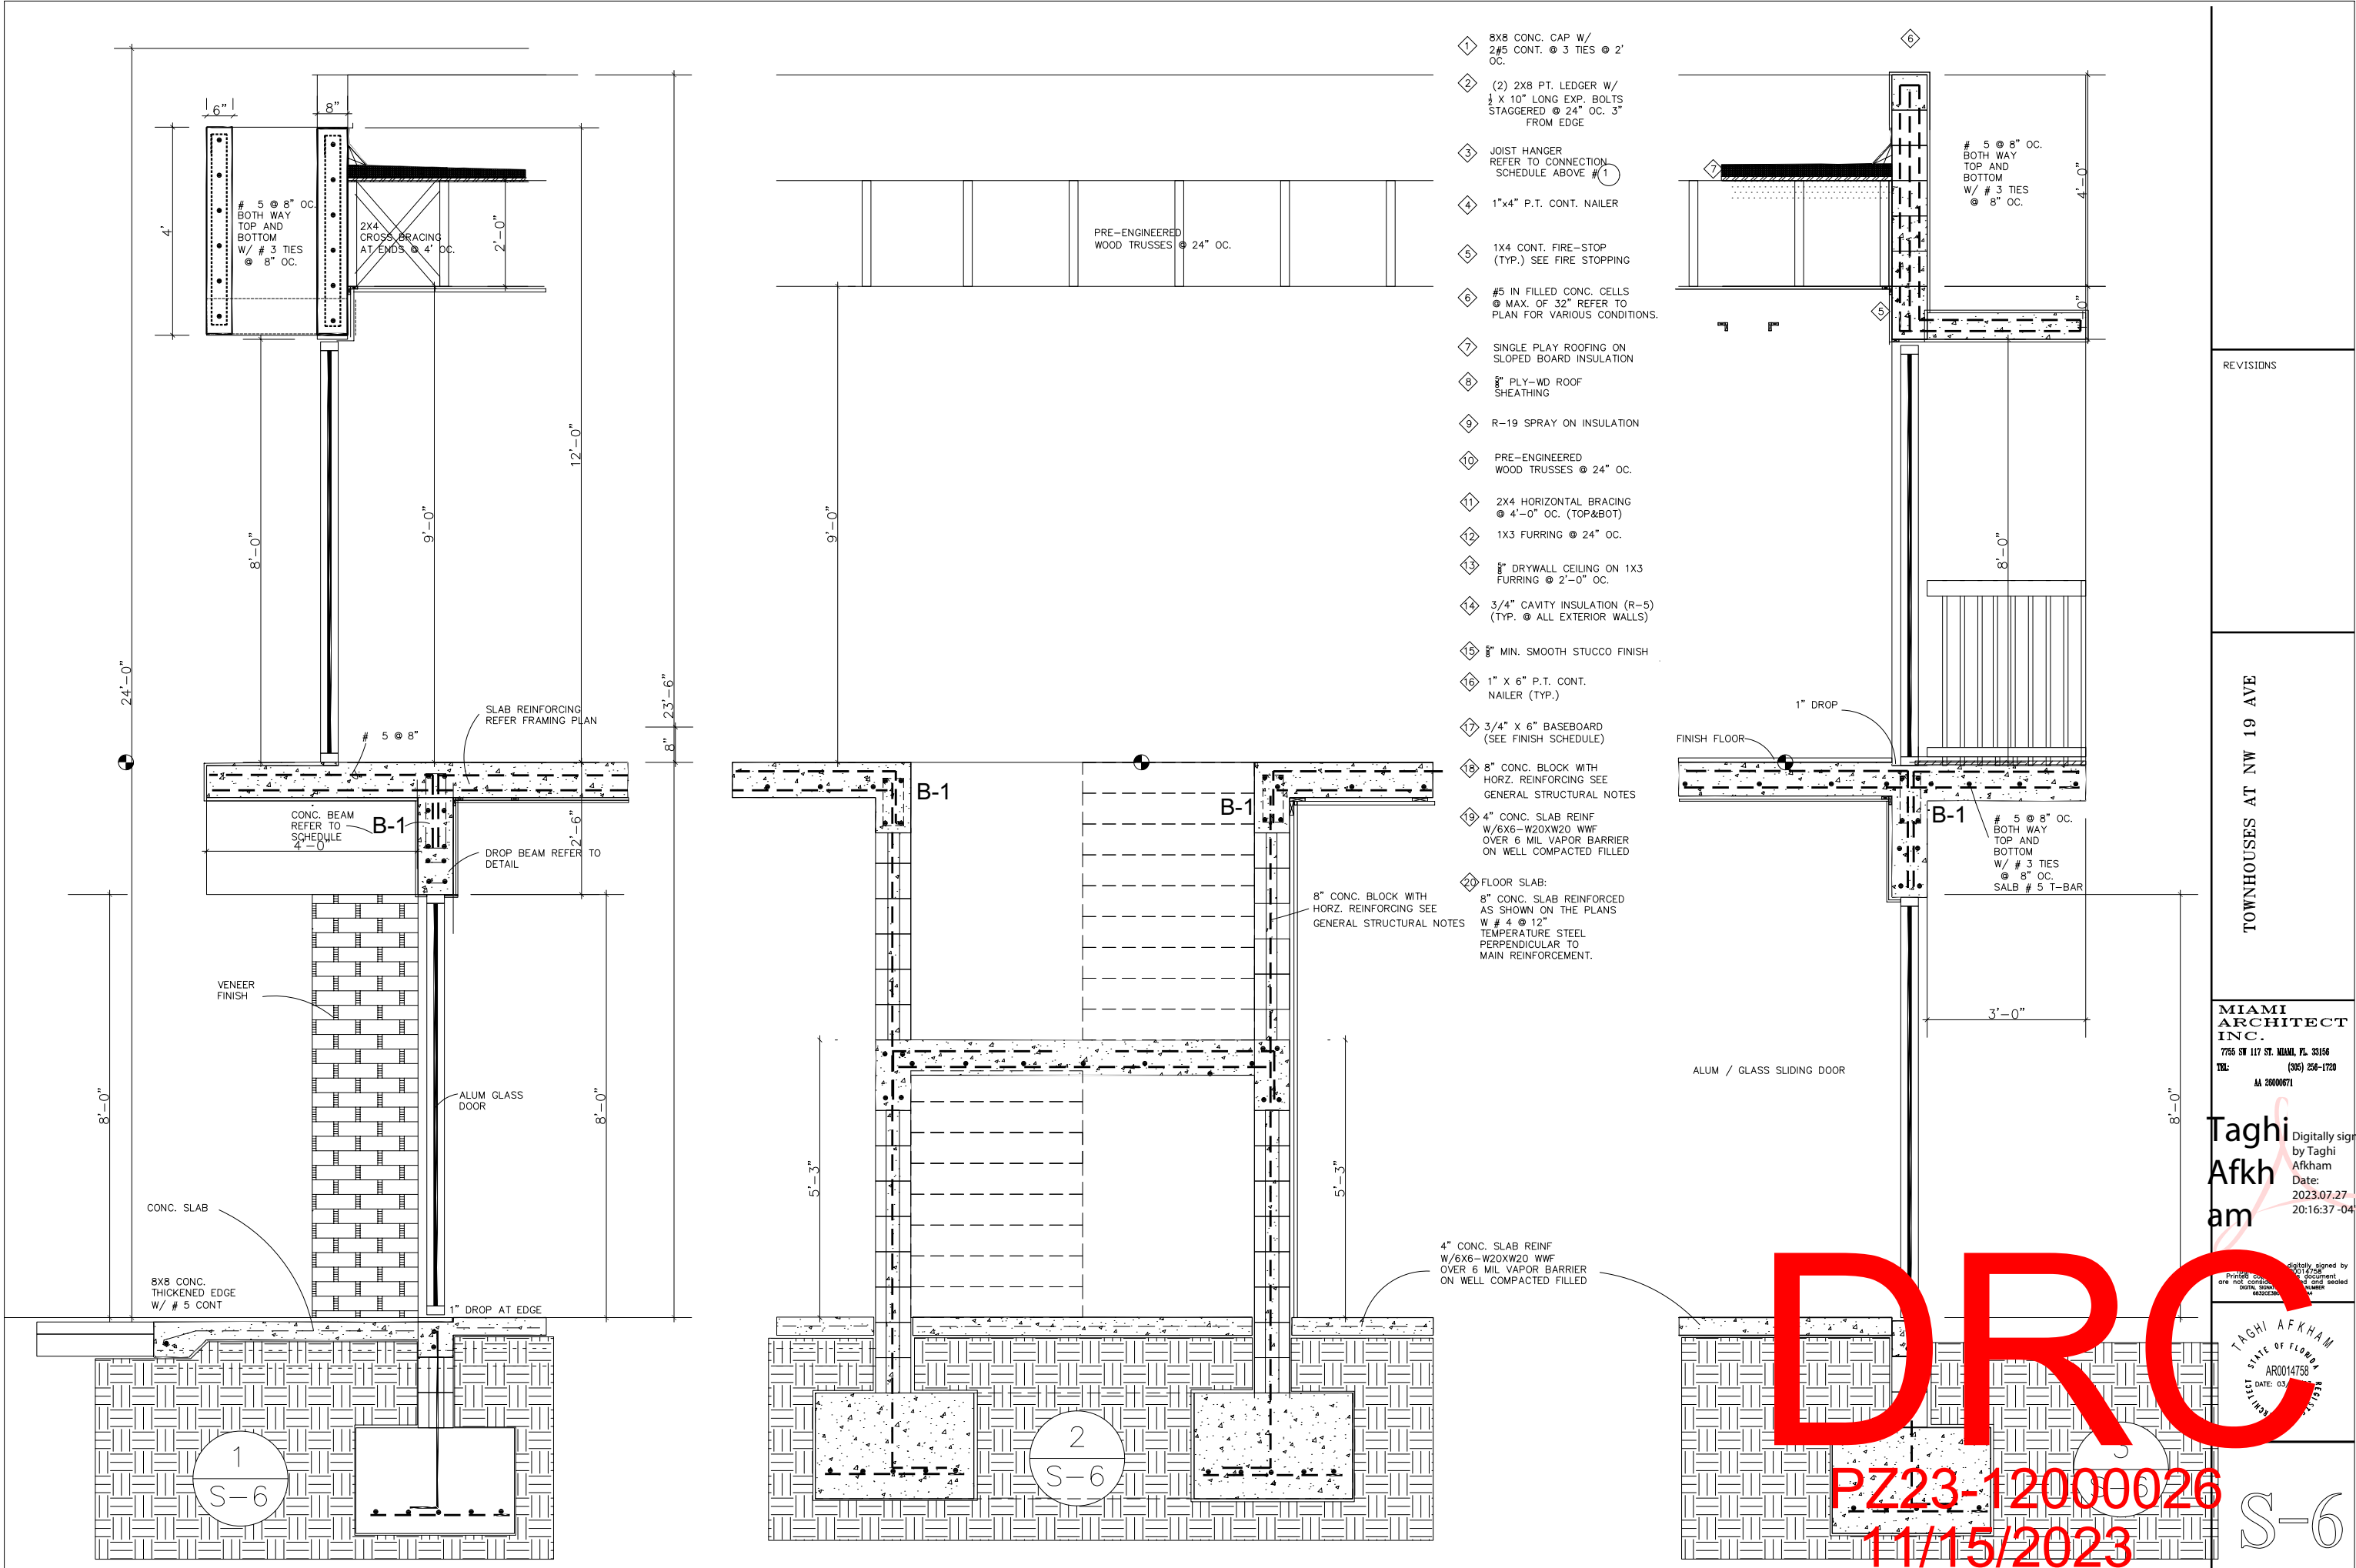 6"
8"
4'
# 5 @ 8" OC.
BOTH WAY
TOP AND
BOTTOM
W/ # 3 TIES
@ 8" OC.
2X4
CROSS BRACING
AT ENDS @ 4' OC.
2'-0"
12'-0"
8'-0"
9'-0"
24'-0"
23'-6"
8"
SLAB REINFORCING
REFER FRAMING PLAN
# 5 @ 8"
CONC. BEAM
REFER TO
SCHEDULE
B-1
4'-0"
2'-6"
DROP BEAM REFER TO
DETAIL
VENEER
FINISH
8'-0"
8'-0"
ALUM GLASS
DOOR
CONC. SLAB
8X8 CONC.
THICKENED EDGE
W/ # 5 CONT
1" DROP AT EDGE
1
S-6
PRE-ENGINEERED
WOOD TRUSSES @ 24" OC.
9'-0"
B-1
B-1
8" CONC. BLOCK WITH
HORZ. REINFORCING SEE
GENERAL STRUCTURAL NOTES
5'-3"
5'-3"
4" CONC. SLAB REINF
W/6X6-W20XW20 WWF
OVER 6 MIL VAPOR BARRIER
ON WELL COMPACTED FILLED
2
S-6
1 8X8 CONC. CAP W/
2#5 CONT. @ 3 TIES @ 2'
OC.
2 (2) 2X8 PT. LEDGER W/
½ X 10" LONG EXP. BOLTS
STAGGERED @ 24" OC. 3"
FROM EDGE
3 JOIST HANGER
REFER TO CONNECTION
SCHEDULE ABOVE # 1
4 1"x4" P.T. CONT. NAILER
5 1X4 CONT. FIRE-STOP
(TYP.) SEE FIRE STOPPING
6 #5 IN FILLED CONC. CELLS
@ MAX. OF 32" REFER TO
PLAN FOR VARIOUS CONDITIONS.
7 SINGLE PLAY ROOFING ON
SLOPED BOARD INSULATION
8 ⅝" PLY-WD ROOF
SHEATHING
9 R-19 SPRAY ON INSULATION
10 PRE-ENGINEERED
WOOD TRUSSES @ 24" OC.
11 2X4 HORIZONTAL BRACING
@ 4'-0" OC. (TOP&BOT)
12 1X3 FURRING @ 24" OC.
13 ⅝" DRYWALL CEILING ON 1X3
FURRING @ 2'-0" OC.
14 3/4" CAVITY INSULATION (R-5)
(TYP. @ ALL EXTERIOR WALLS)
15 ⅝" MIN. SMOOTH STUCCO FINISH
16 1" X 6" P.T. CONT.
NAILER (TYP.)
17 3/4" X 6" BASEBOARD
(SEE FINISH SCHEDULE)
18 8" CONC. BLOCK WITH
HORZ. REINFORCING SEE
GENERAL STRUCTURAL NOTES
19 4" CONC. SLAB REINF
W/6X6-W20XW20 WWF
OVER 6 MIL VAPOR BARRIER
ON WELL COMPACTED FILLED
20 FLOOR SLAB:
8" CONC. SLAB REINFORCED
AS SHOWN ON THE PLANS
W # 4 @ 12"
TEMPERATURE STEEL
PERPENDICULAR TO
MAIN REINFORCEMENT.
6
7
5
# 5 @ 8" OC.
BOTH WAY
TOP AND
BOTTOM
W/ # 3 TIES
@ 8" OC.
4'-0"
0"
8'-0"
1" DROP
FINISH FLOOR
B-1
# 5 @ 8" OC.
BOTH WAY
TOP AND
BOTTOM
W/ # 3 TIES
@ 8" OC.
SALB # 5 T-BAR
3'-0"
8'-0"
ALUM / GLASS SLIDING DOOR
3
S-6
REVISIONS
TOWNHOUSES AT NW 19 AVE
MIAMI
ARCHITECT
INC.
7755 SW 117 ST. MIAMI, FL. 33156
TEL: (305) 256-1720
AA 26000671
Taghi
Afkh
am
Digitally sig
by Taghi
Afkham
Date:
2023.07.27
20:16:37 -04'
digitally signed by
TAGHI AFKHAM
STATE OF FLORIDA
AR0014758
DATE: 03
S-6
DRC
PZ23-12000026
11/15/2023